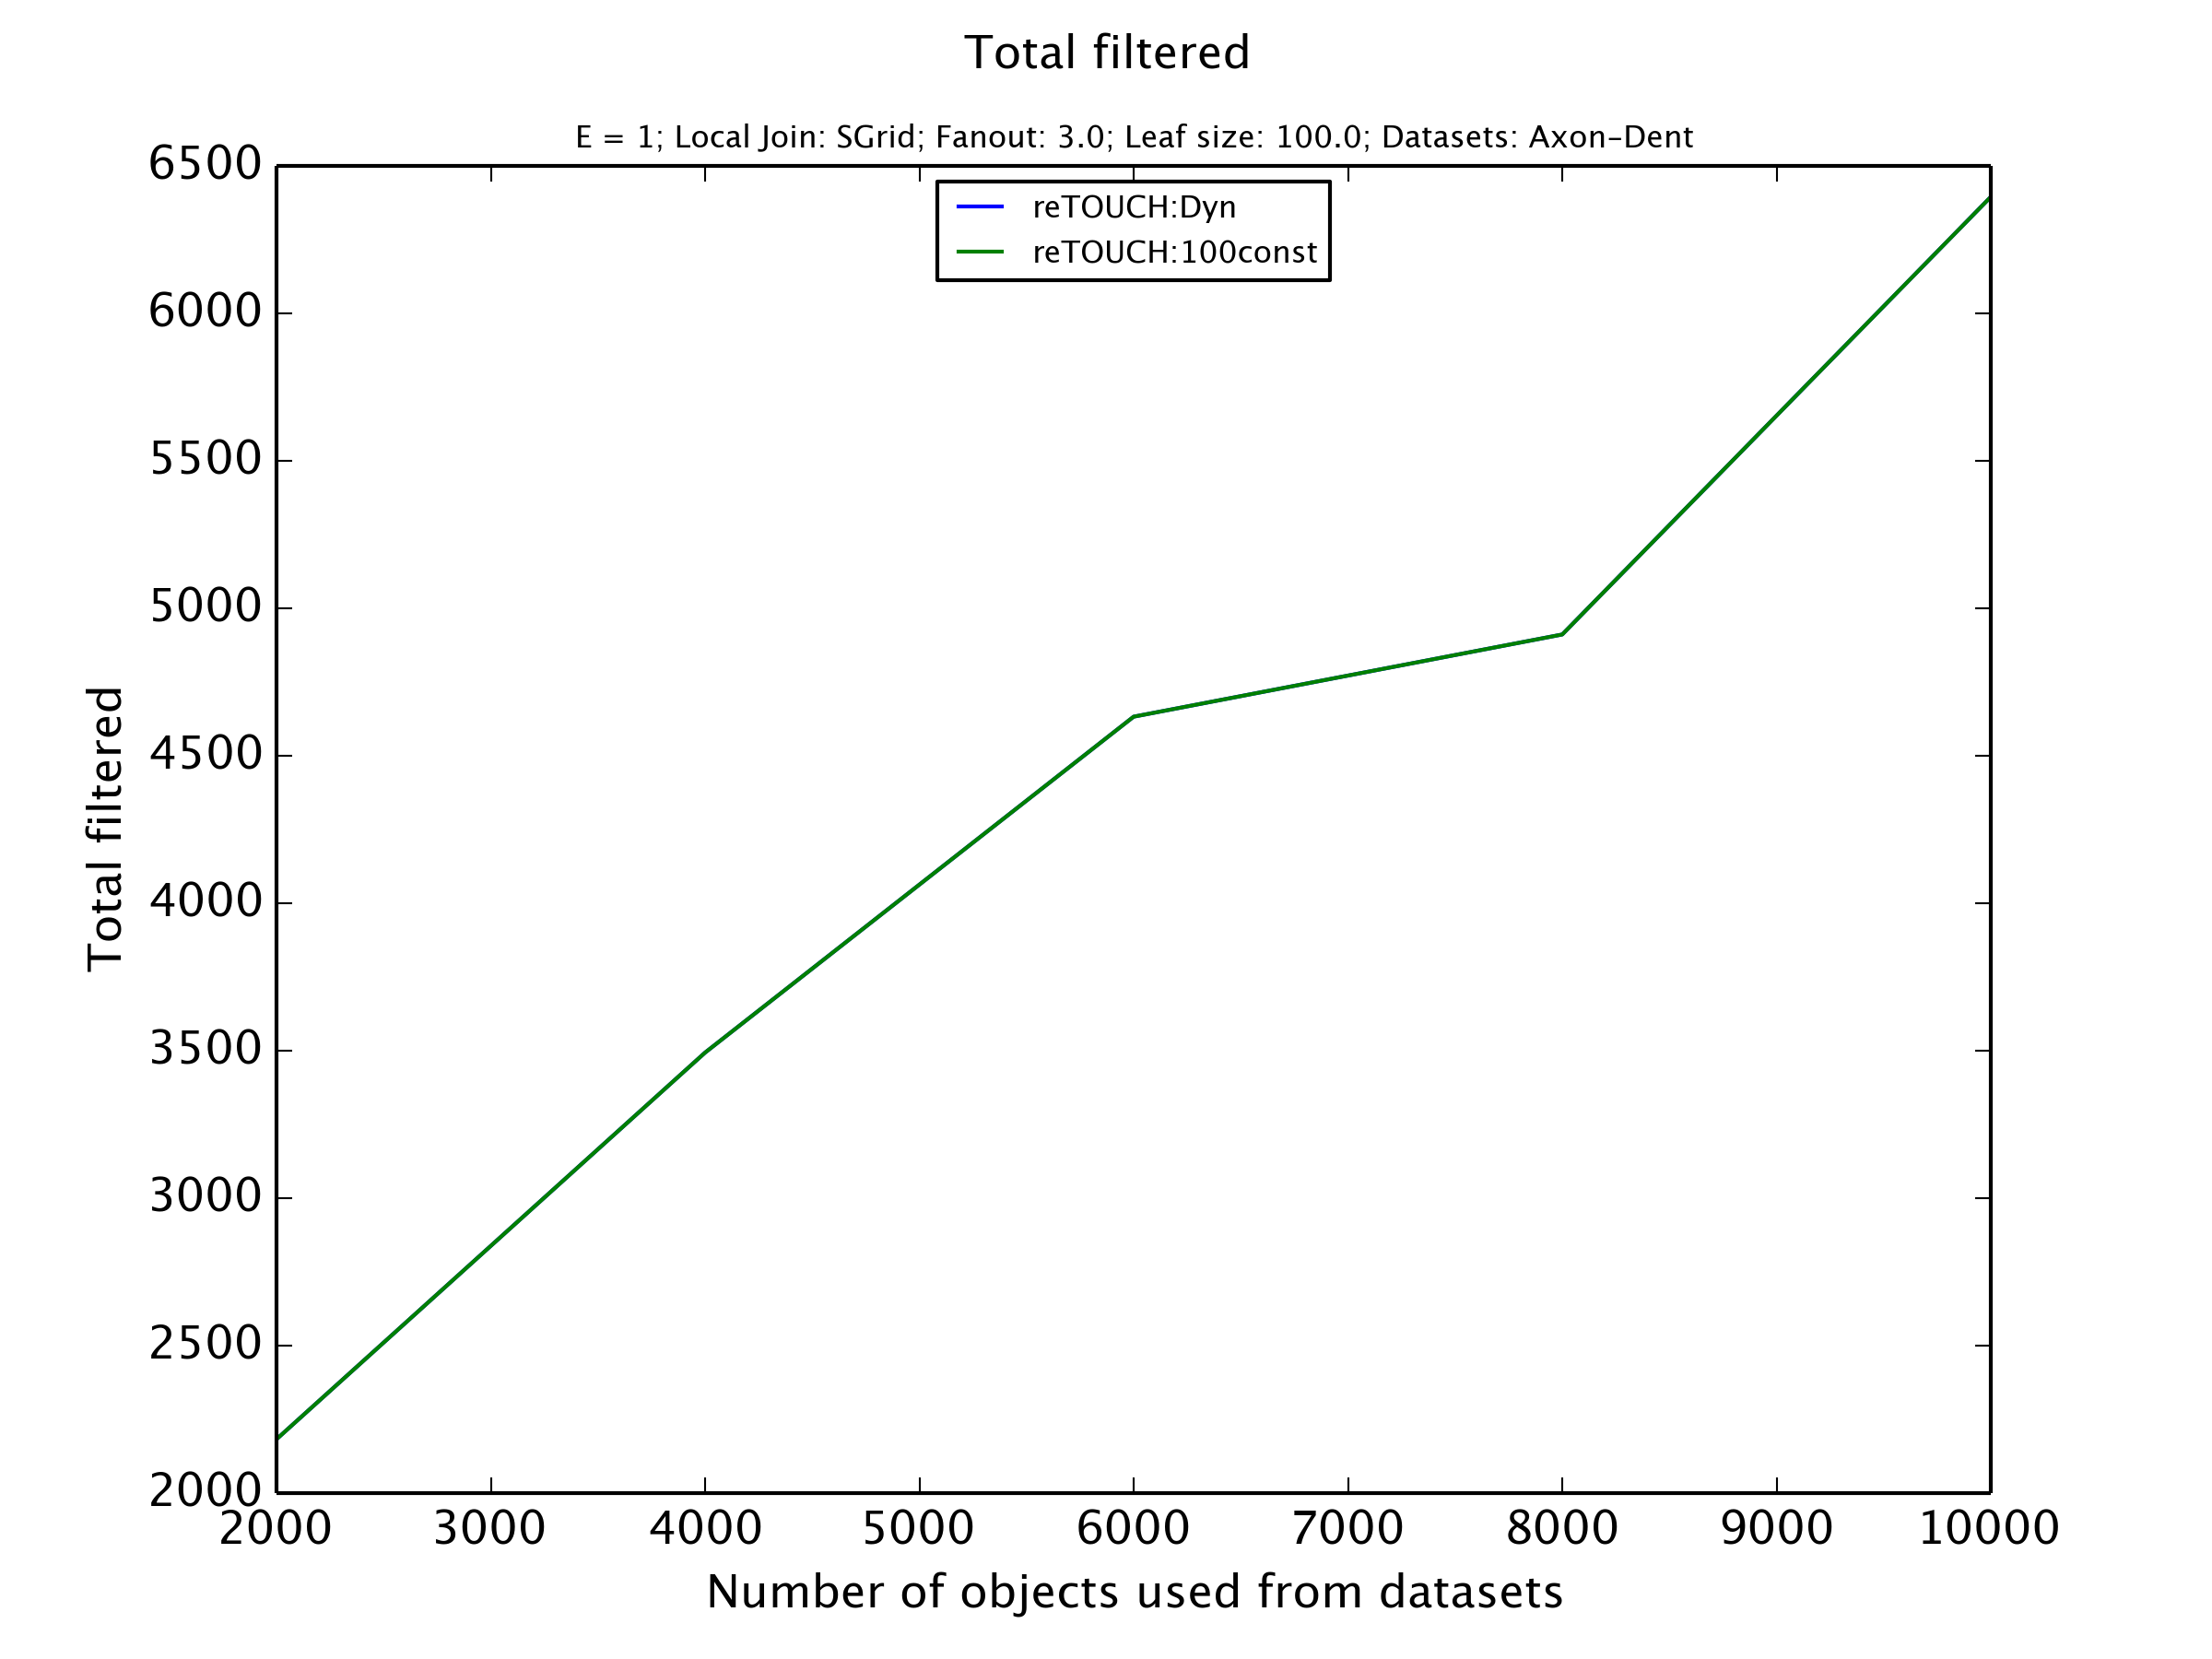 Total filtered
E = 1; Local Join: SGrid; Fanout: 3.0; Leaf size: 100.0; Datasets: Axon-Dent
reTOUCH:Dyn
reTOUCH:100const
6500
6000
5500
5000
4500
4000
3500
3000
2500
2000
Total filtered
2000 3000 4000 5000 6000 7000 8000 9000 10000
Number of objects used from datasets